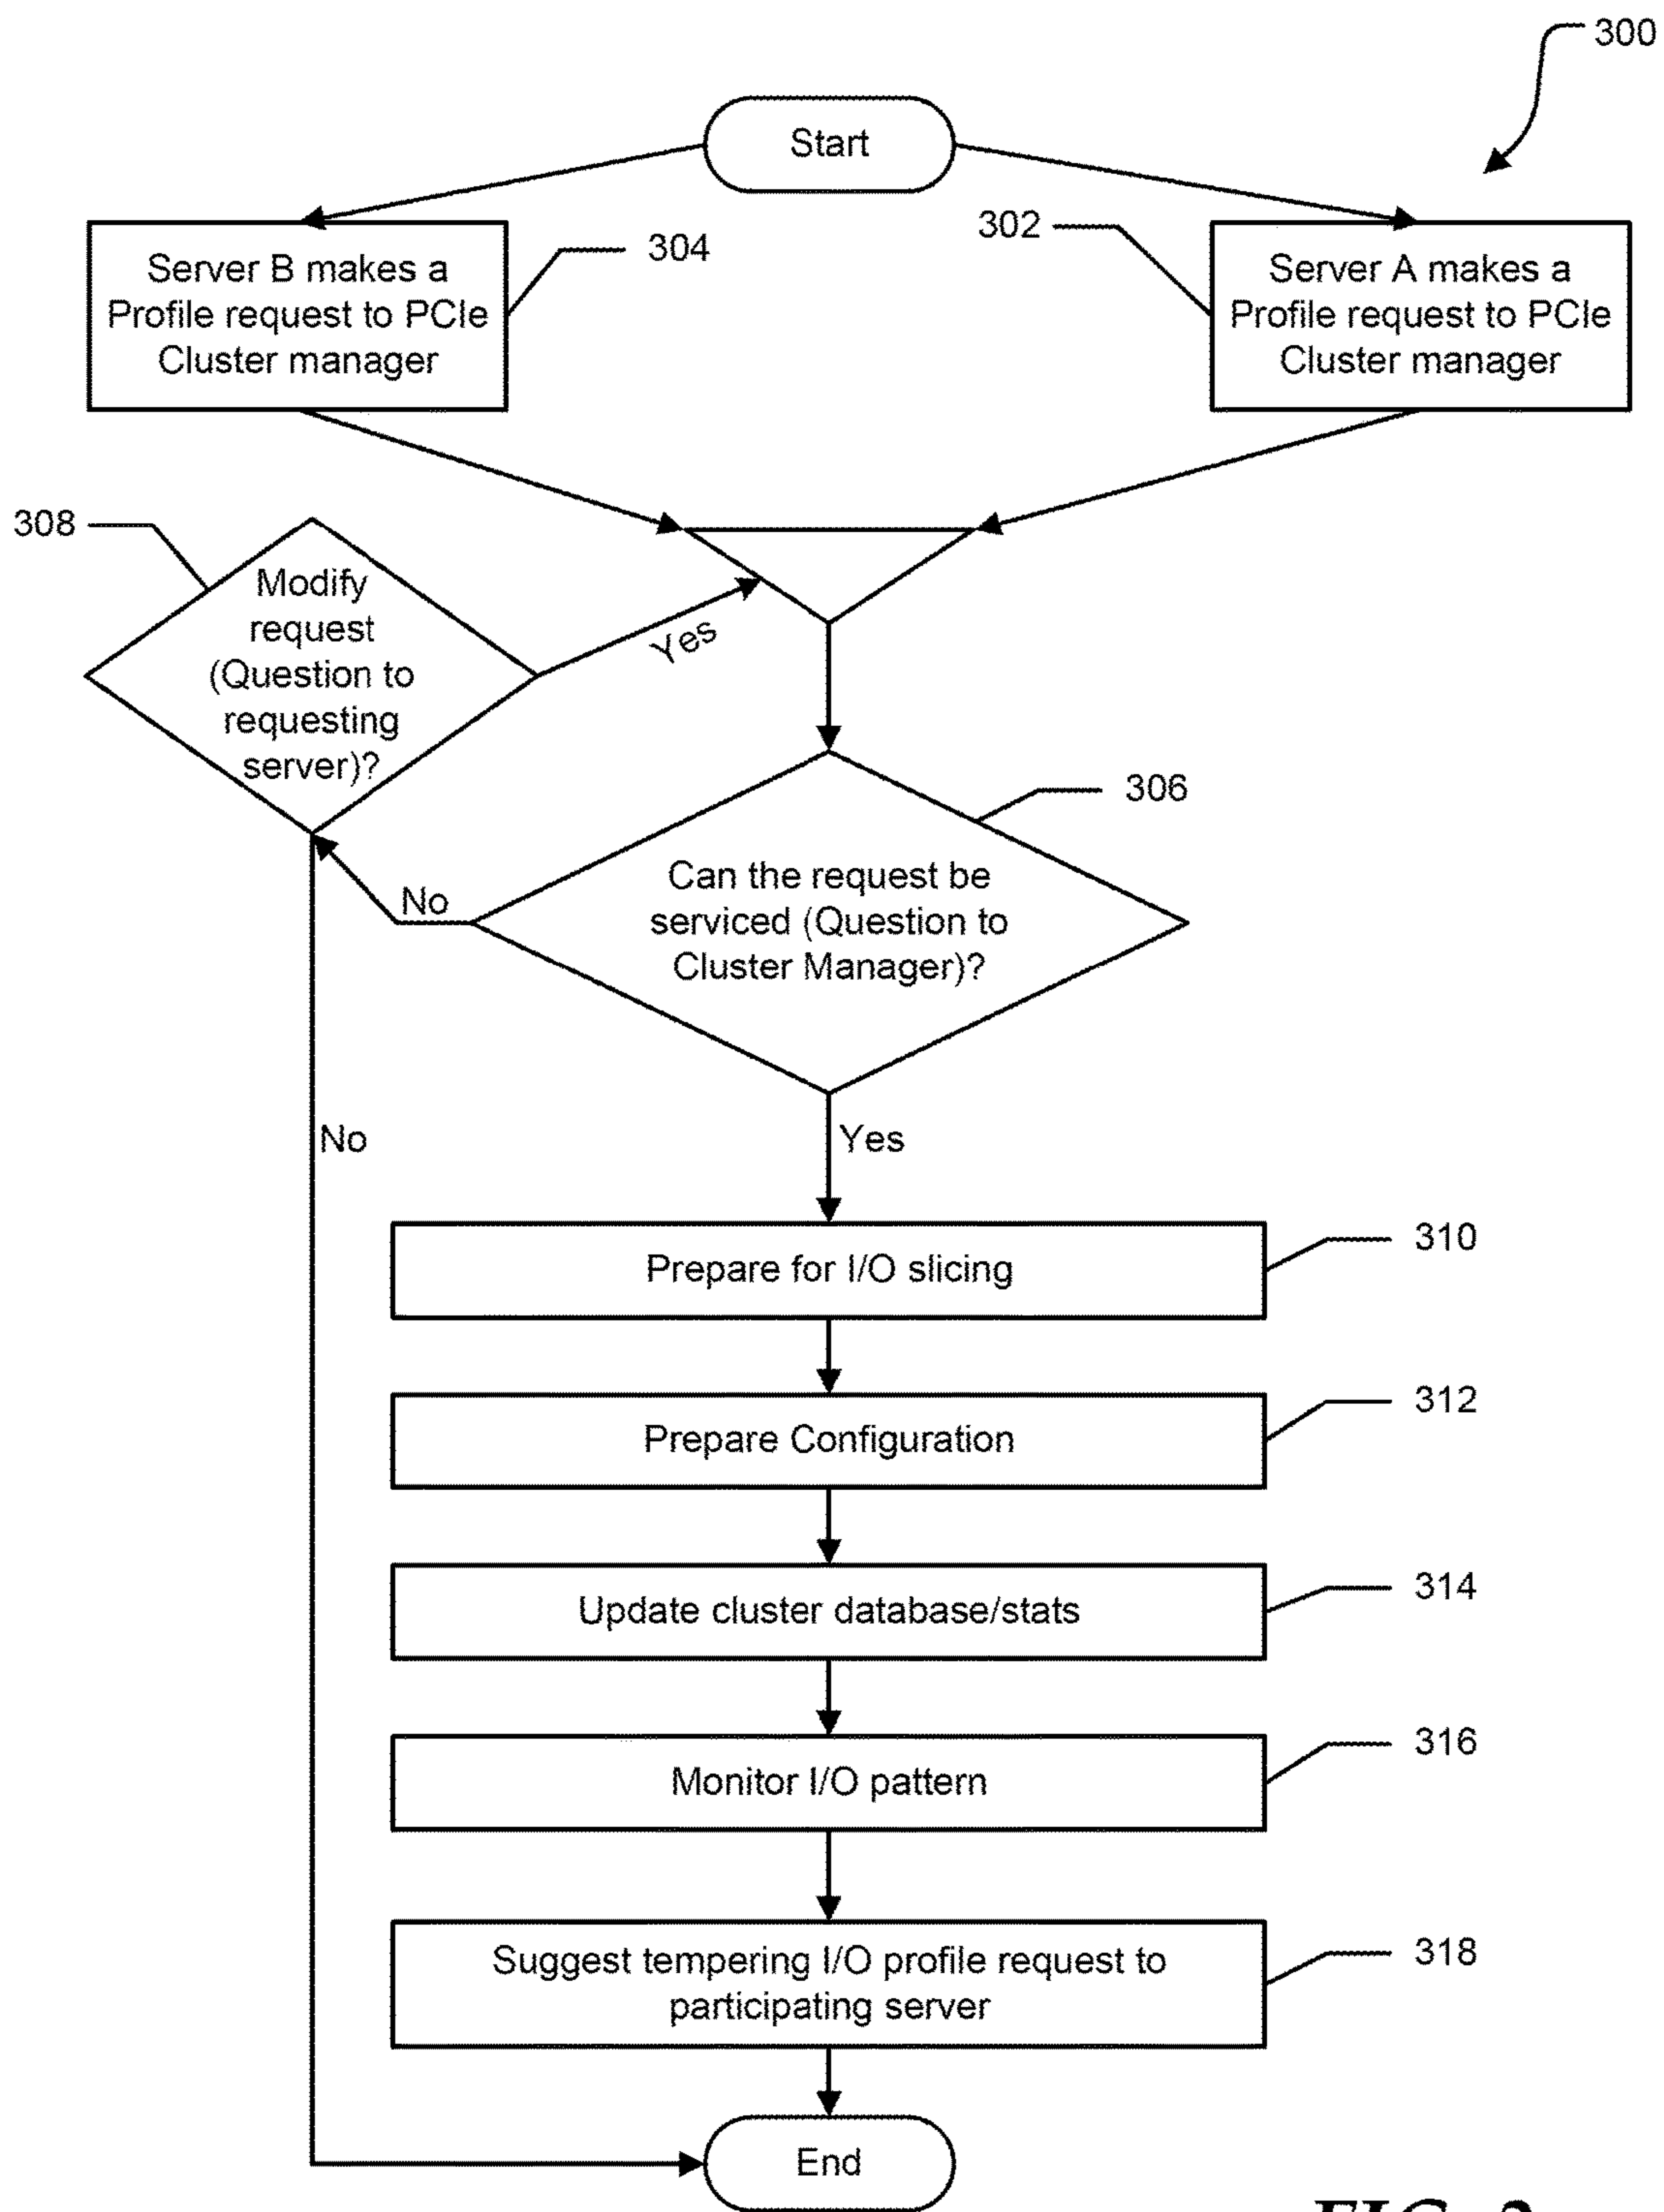 300
Start
304
302
Server B makes a
Profile request to PCIe
Cluster manager
Server A makes a
Profile request to PCIe
Cluster manager
308
Modify
request
(Question to
requesting
server)?
Yes
306
Can the request be
serviced (Question to
Cluster Manager)?
No
No
Yes
Prepare for I/O slicing
310
Prepare Configuration
312
Update cluster database/stats
314
Monitor I/O pattern
316
Suggest tempering I/O profile request to
participating server
318
End